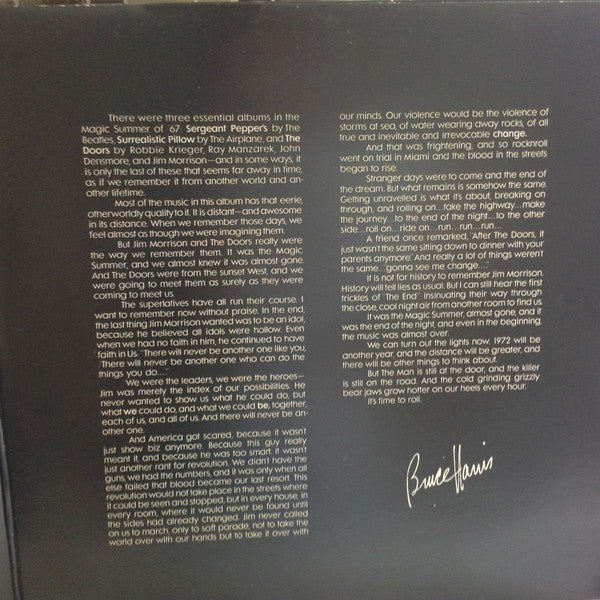 There were three essential albums in the
Magic Summer of '67. Sergeant Pepper's by The
Beatles, Surrealistic Pillow by The Airplane, and The
Doors by Robbie Krieger, Ray Manzarek, John
Densmore, and Jim Morrison—and in some ways, it
is only the last of these that seems far away in time,
as if we remember it from another world and an-
other lifetime.
Most of the music in this album has that eerie,
otherworldly quality to it. It is distant—and awesome
in its distance. When we remember those days, we
feel almost as though we were imagining them.
But Jim Morrison and The Doors really were
the way we remember them. It was the Magic
Summer, and we almost knew it was almost gone.
And The Doors were from the sunset West, and we
were going to meet them as surely as they were
coming to meet us.
The superlatives have all run their course. I
want to remember now without praise. In the end,
the last thing Jim Morrison wanted was to be an idol,
because he believed all idols were hollow. Even
when we had no faith in him, he continued to have
faith in Us. 'There will never be another one like you,
There will never be another one who can do the
things you do....'
We were the leaders, we were the heroes—
Jim was merely the index of our possibilities. He
never wanted to show us what he could do, but
what we could do, and what we could be, together,
each of us, and all of us. And there will never be an-
other one.
And America got scared, because it wasn't
just show biz anymore. Because this guy really
meant it, and because he was too smart. It wasn't
just another rant for revolution. We didn't have the
guns, we had the numbers, and it was only when all
else failed that blood became our last resort. This
revolution would not take place in the streets where
it could be seen and stopped, but in every house, in
every room, where it would never be found until
the sides had already changed. Jim never called
on us to march, only to soft parade, not to take the
world over with our hands but to take it over with
our minds. Our violence would be the violence of
storms at sea, of water wearing away rocks, of all
true and inevitable and irrevocable change.
And that was frightening, and so rocknroll
went on trial in Miami and the blood in the streets
began to rise.
Stranger days were to come and the end of
the dream. But what remains is somehow the same.
Getting unravelled is what it's about, breaking on
through, and rolling on...take the highway...make
the journey...to the end of the night...to the other
side...roll on...ride on...run...run...run...
A friend once remarked, 'After The Doors, it
just wasn't the same sitting down to dinner with your
parents anymore.' And really a lot of things weren't
the same...gonna see me change....
It is not for history to remember Jim Morrison.
History will tell lies as usual. But I can still hear the first
trickles of 'The End' insinuating their way through
the close, cool night air from another room to find us.
It was the Magic Summer, almost gone, and it
was the end of the night, and even in the beginning,
the music was almost over.
We can turn out the lights now. 1972 will be
another year, and the distance will be greater, and
there will be other things to think about.
But the Man is still at the door, and the killer
is still on the road. And the cold grinding grizzly
bear jaws grow hotter on our heels every hour.
It's time to roll.
Bruce Harris